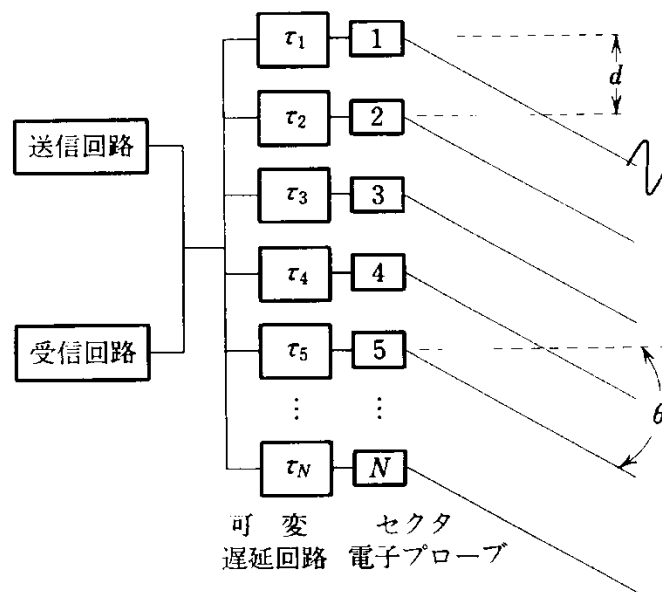 τ₁
1
d
τ₂
2
送信回路
τ₃
3
τ₄
4
受信回路
τ₅
5
θ
⋮
⋮
τN
N
可変
遅延回路
セクタ
電子プローブ